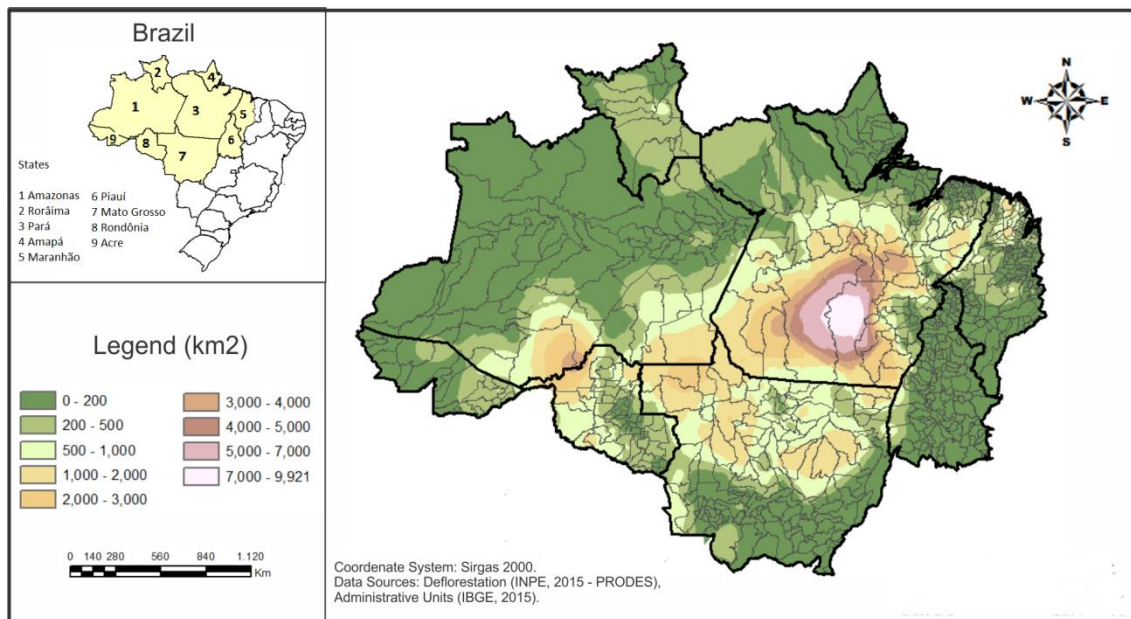 Brazil
2
4
1
3
5
6
9
8
7
States
1 Amazonas
2 Roráima
3 Pará
4 Amapá
5 Maranhão
6 Piauí
7 Mato Grosso
8 Rondônia
9 Acre
Legend (km2)
0 - 200
200 - 500
500 - 1,000
1,000 - 2,000
2,000 - 3,000
3,000 - 4,000
4,000 - 5,000
5,000 - 7,000
7,000 - 9,921
0 140 280 560 840 1.120
Km
N
W E
S
Coordenate System: Sirgas 2000.
Data Sources: Deflorestation (INPE, 2015 - PRODES),
Administrative Units (IBGE, 2015).